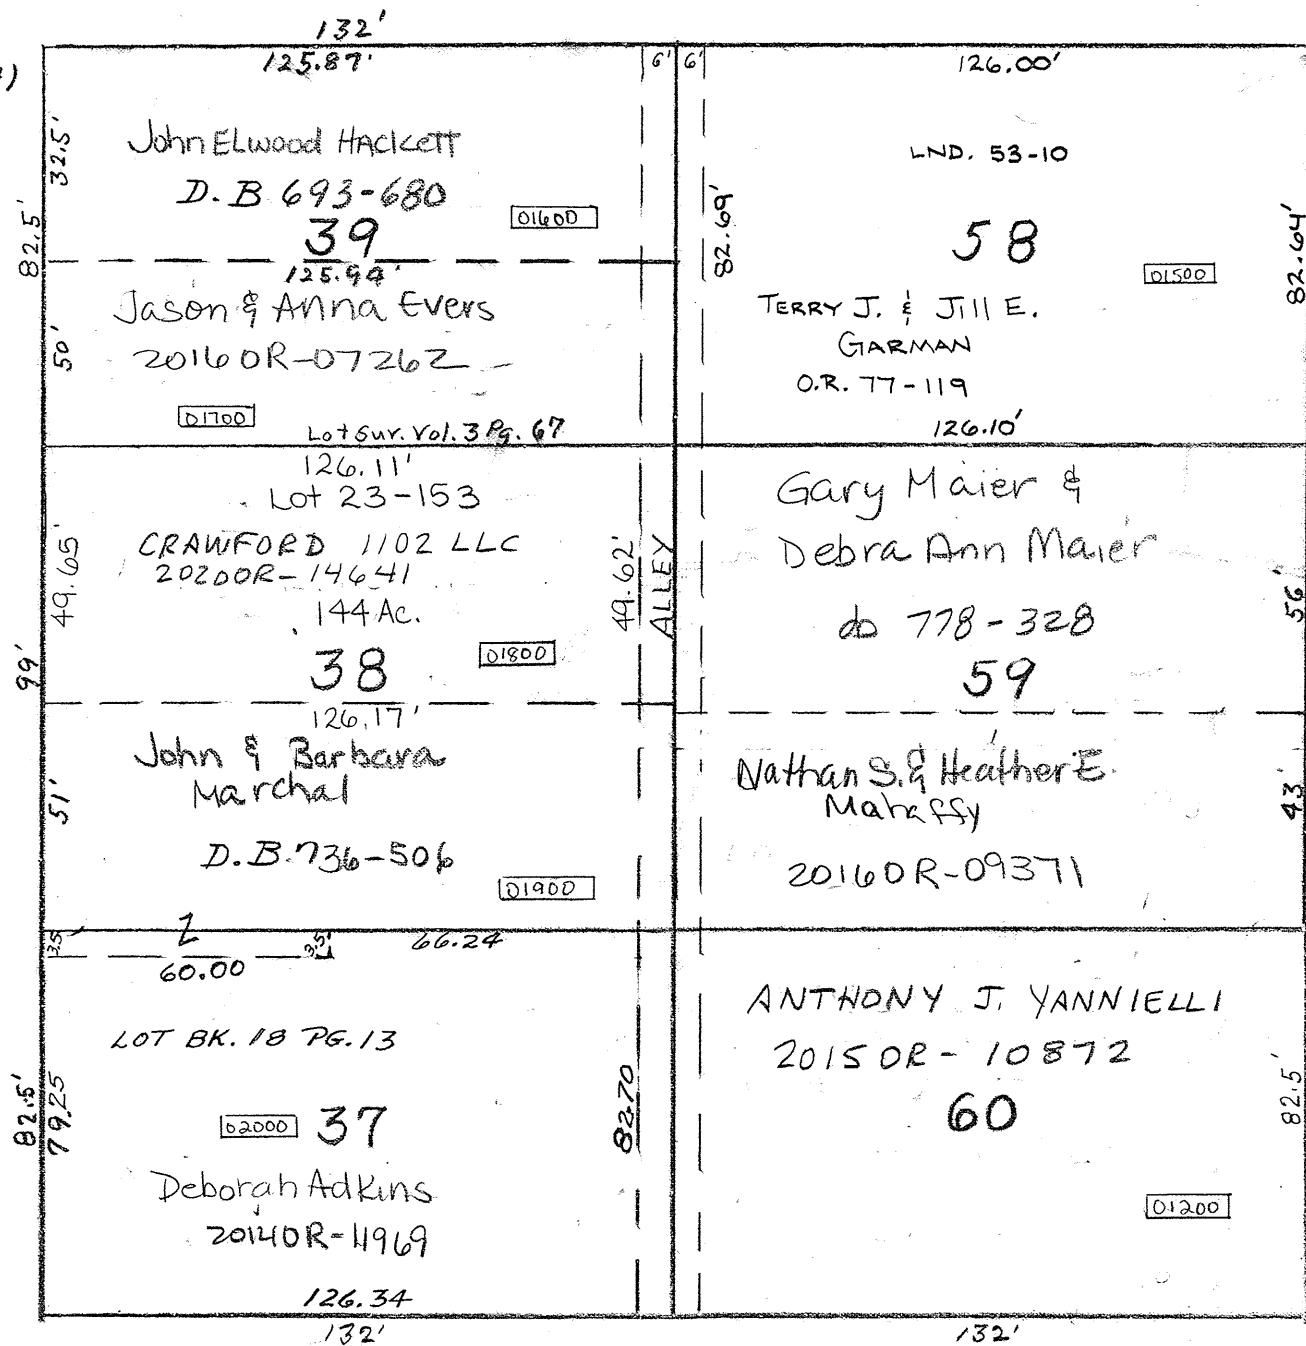 132'
125.87'
6' 6'
126.00'
32.5'
John ELwood HACKETT
D.B 693-680
01600
39
82.5'
125.94'
Jason & Anna Evers
2016 OR-07262
50'
01700
Lot Sur. Vol. 3 Pg. 67
LND. 53-10
58
82.69'
82.64'
01500
TERRY J. & JILL E.
GARMAN
O.R. 77-119
126.10'
126.11'
Lot 23-153
CRAWFORD 1102 LLC
2020OR-14641
.144 Ac.
49.65'
49.62'
ALLEY
01800
38
99'
126.17'
John & Barbara
Marchal
51'
D.B. 736-506
01900
Gary Maier &
Debra Ann Maier
db 778-328
56'
59
Nathan S. & Heather E.
Mahaffy
43'
2016OR-09371
3.5'
Z
3.5'
66.24
60.00
LOT BK. 18 PG. 13
82.5'
79.25
82.70
02000
37
Deborah Adkins
2014OR-11969
126.34
132'
ANTHONY J. YANNIELLI
2015 OR-10872
60
82.5'
01200
132'